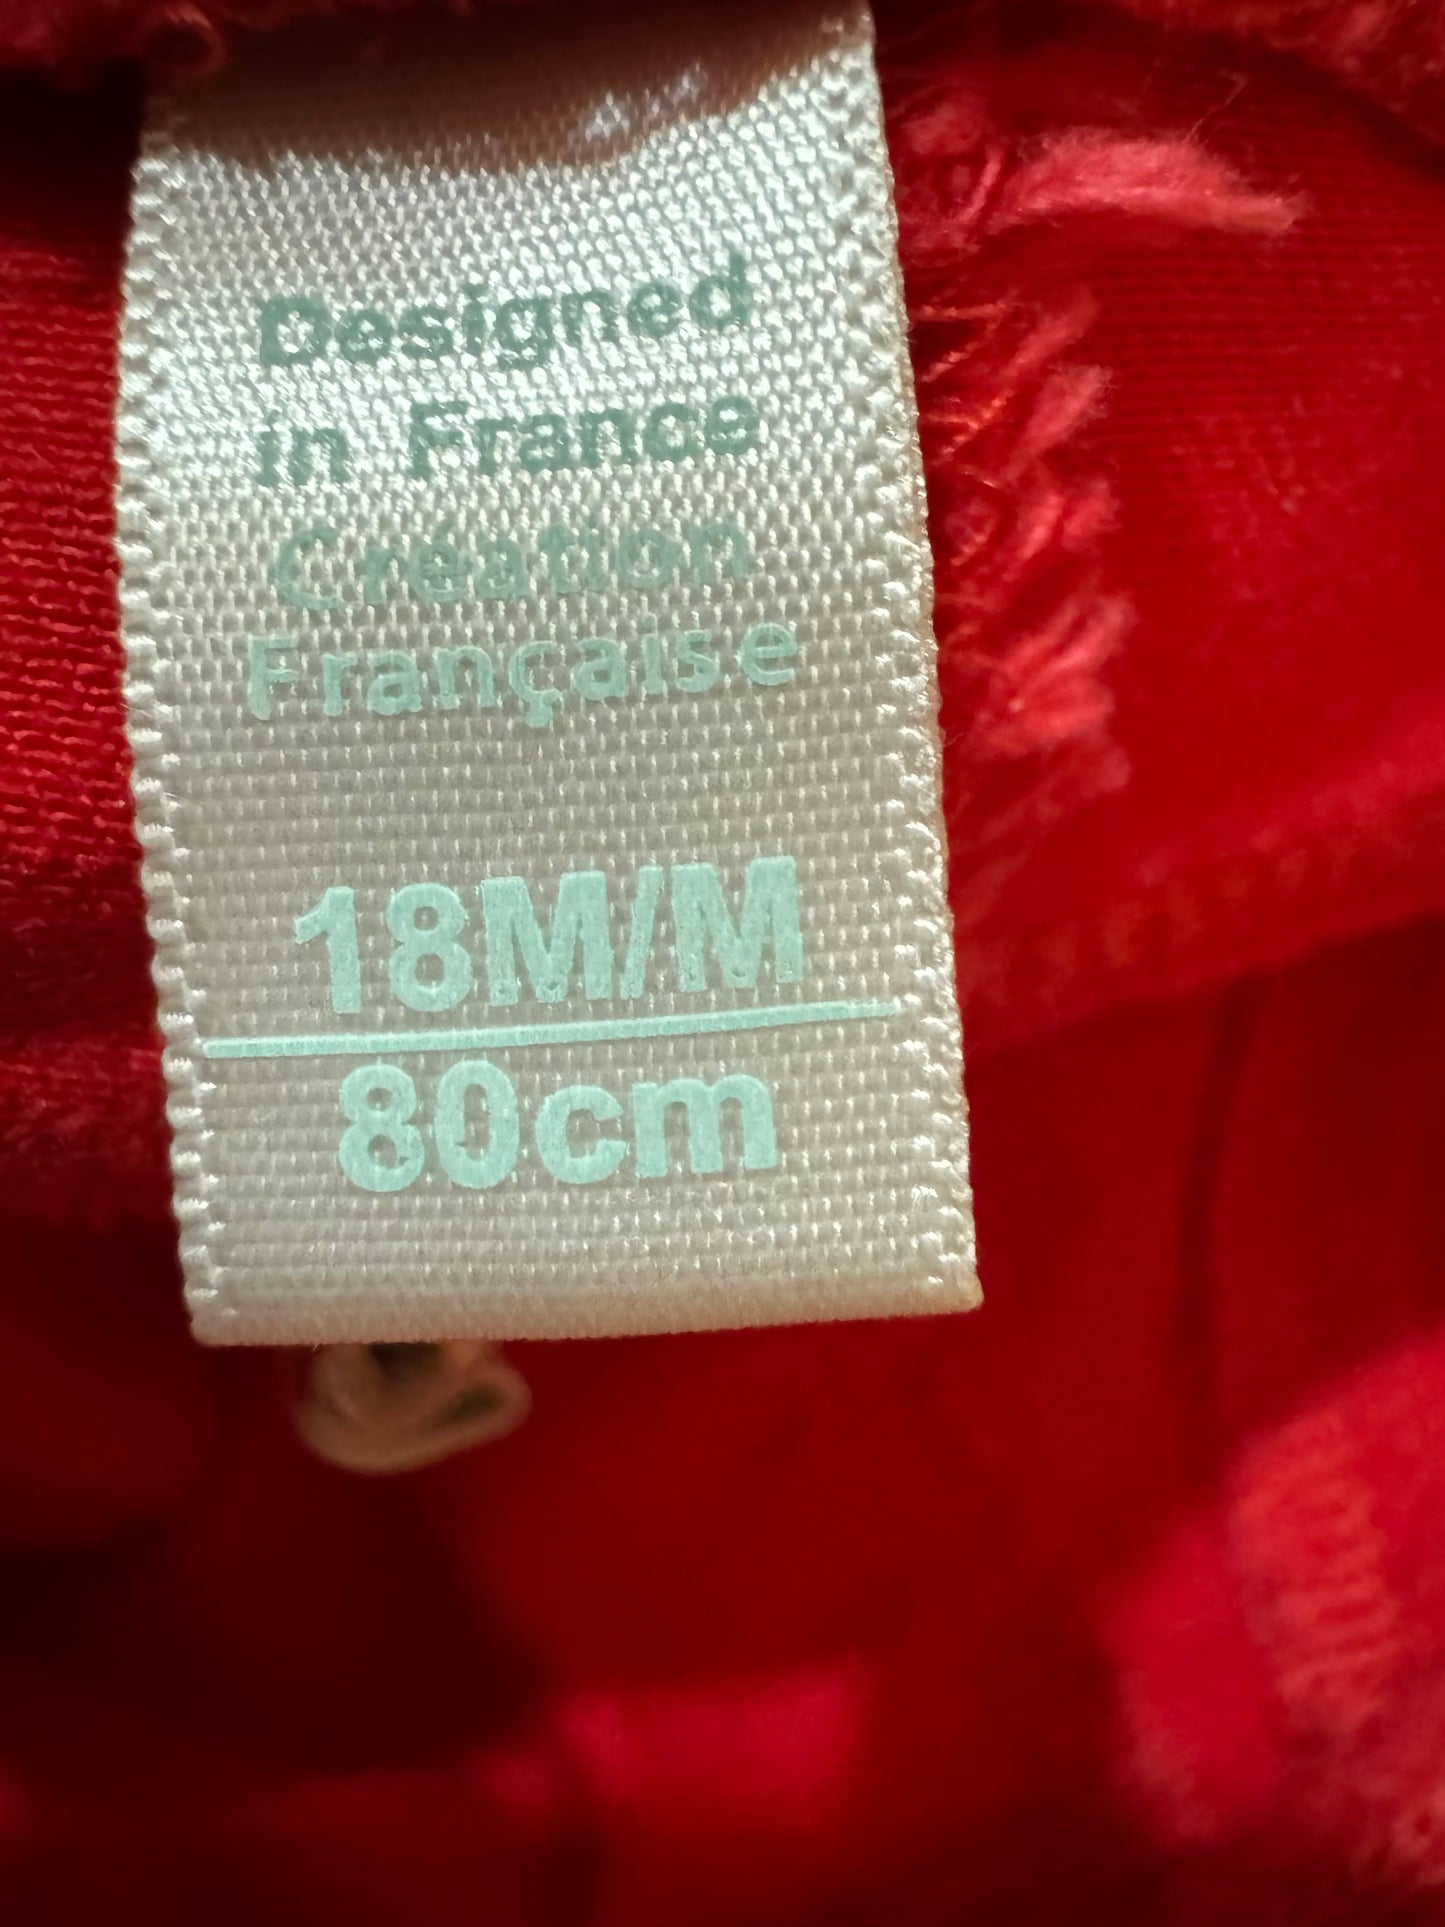 Designed
in France
Création
Française
18M/M
80cm